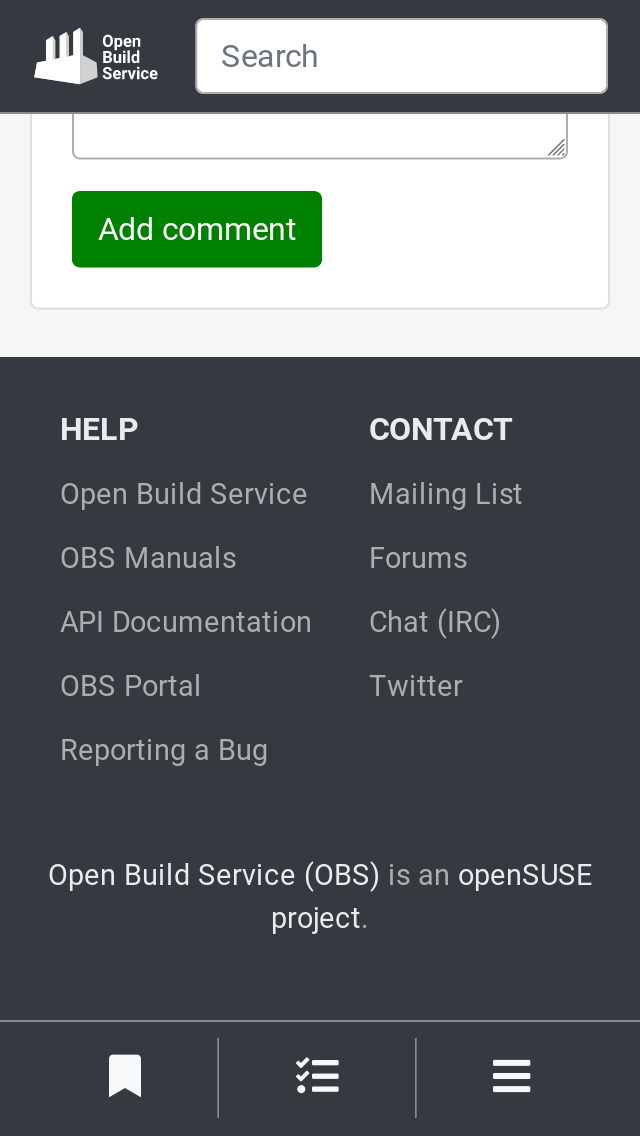 Open
Build
Service
Search
Add comment
HELP
Open Build Service
OBS Manuals
API Documentation
OBS Portal
Reporting a Bug
CONTACT
Mailing List
Forums
Chat (IRC)
Twitter
Open Build Service (OBS) is an openSUSE
project.